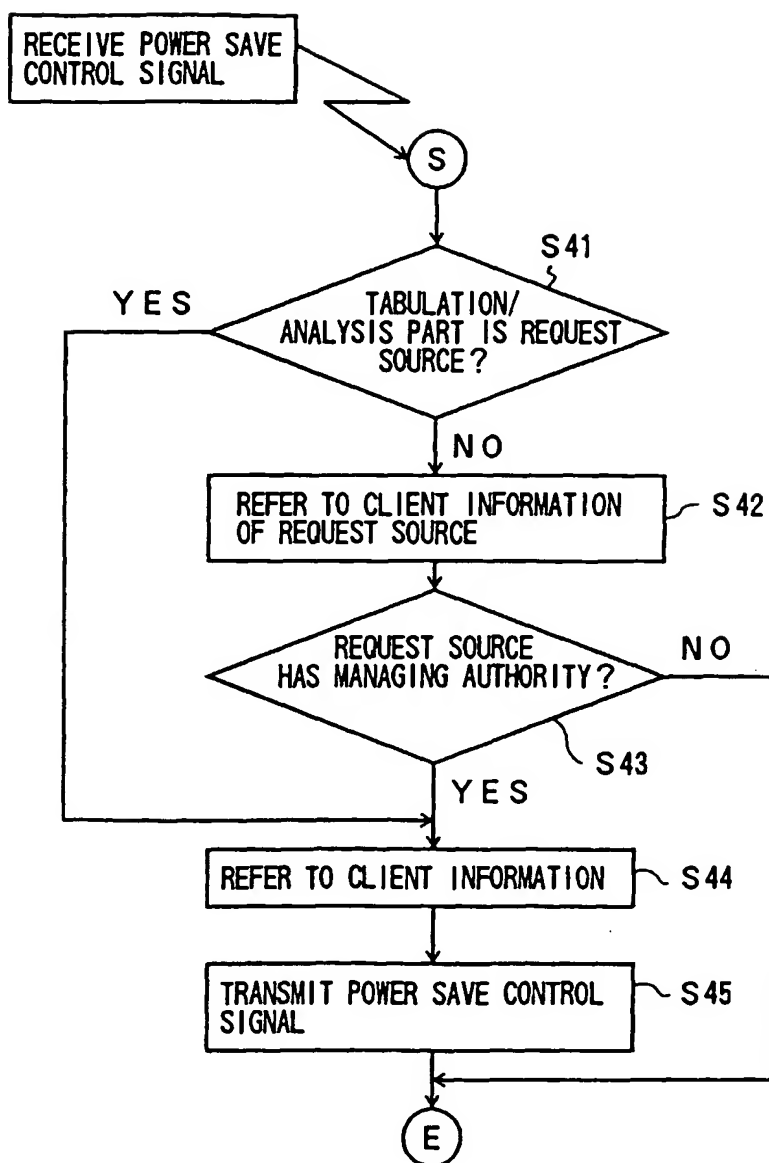 RECEIVE POWER SAVE
CONTROL SIGNAL
S
S41
YES
TABULATION/
ANALYSIS PART IS REQUEST
SOURCE?
NO
REFER TO CLIENT INFORMATION
OF REQUEST SOURCE
S42
REQUEST SOURCE
HAS MANAGING AUTHORITY?
NO
S43
YES
REFER TO CLIENT INFORMATION
S44
TRANSMIT POWER SAVE CONTROL
SIGNAL
S45
E